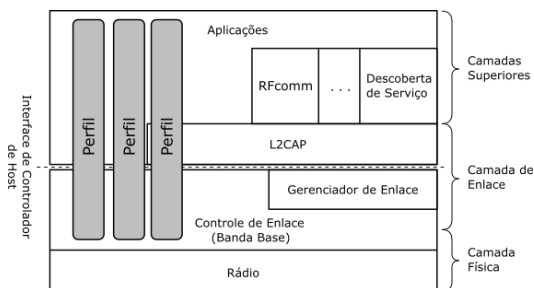 Aplicações
Perfil
Perfil
Perfil
RFcomm
. . .
Descoberta
de Serviço
L2CAP
Gerenciador de Enlace
Controle de Enlace
(Banda Base)
Rádio
Interface de Controlador
de Host
Camadas
Superiores
Camada de
Enlace
Camada
Física